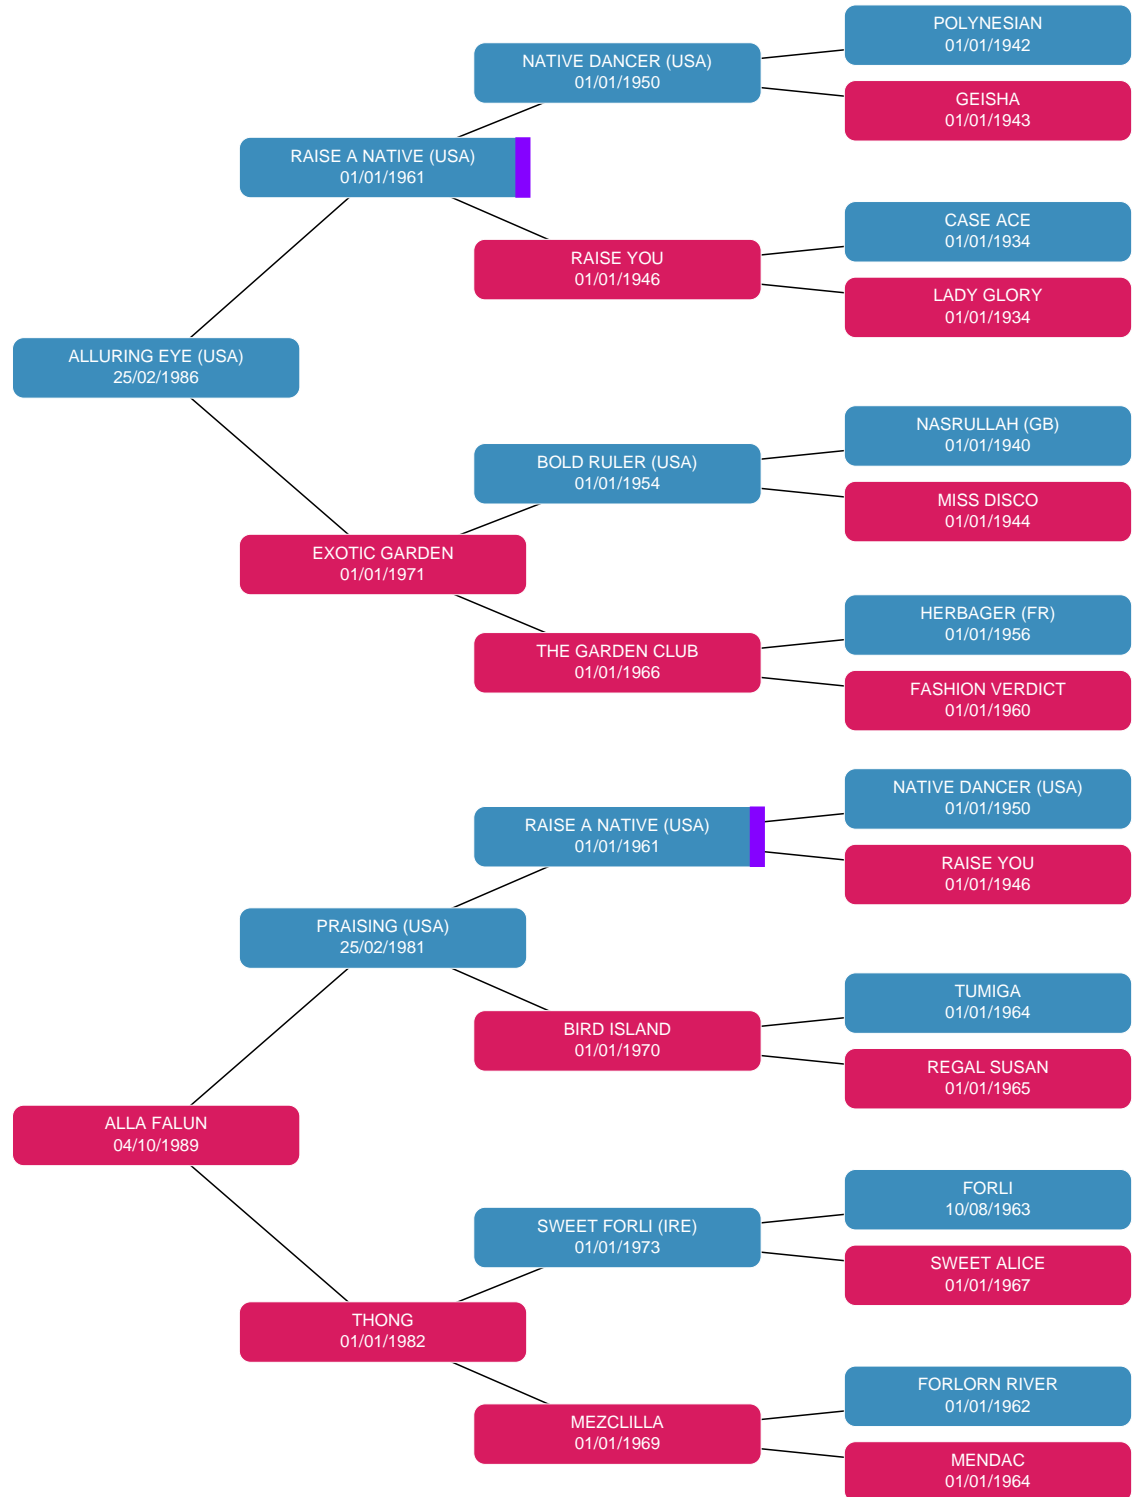 POLYNESIAN
01/01/1942
NATIVE DANCER (USA)
01/01/1950
GEISHA
01/01/1943
RAISE A NATIVE (USA)
01/01/1961
CASE ACE
01/01/1934
RAISE YOU
01/01/1946
LADY GLORY
01/01/1934
ALLURING EYE (USA)
25/02/1986
NASRULLAH (GB)
01/01/1940
BOLD RULER (USA)
01/01/1954
MISS DISCO
01/01/1944
EXOTIC GARDEN
01/01/1971
HERBAGER (FR)
01/01/1956
THE GARDEN CLUB
01/01/1966
FASHION VERDICT
01/01/1960
NATIVE DANCER (USA)
01/01/1950
RAISE A NATIVE (USA)
01/01/1961
RAISE YOU
01/01/1946
PRAISING (USA)
25/02/1981
TUMIGA
01/01/1964
BIRD ISLAND
01/01/1970
REGAL SUSAN
01/01/1965
ALLA FALUN
04/10/1989
FORLI
10/08/1963
SWEET FORLI (IRE)
01/01/1973
SWEET ALICE
01/01/1967
THONG
01/01/1982
FORLORN RIVER
01/01/1962
MEZCLILLA
01/01/1969
MENDAC
01/01/1964